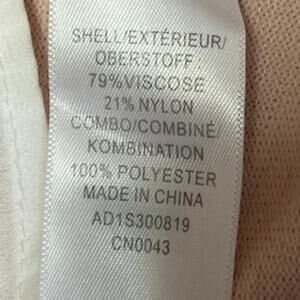 SHELL/EXTÉRIEUR/
OBERSTOFF:
79%VISCOSE
21% NYLON
COMBO/COMBINÉ/
KOMBINATION
100% POLYESTER
MADE IN CHINA
AD1S300819
CN0043